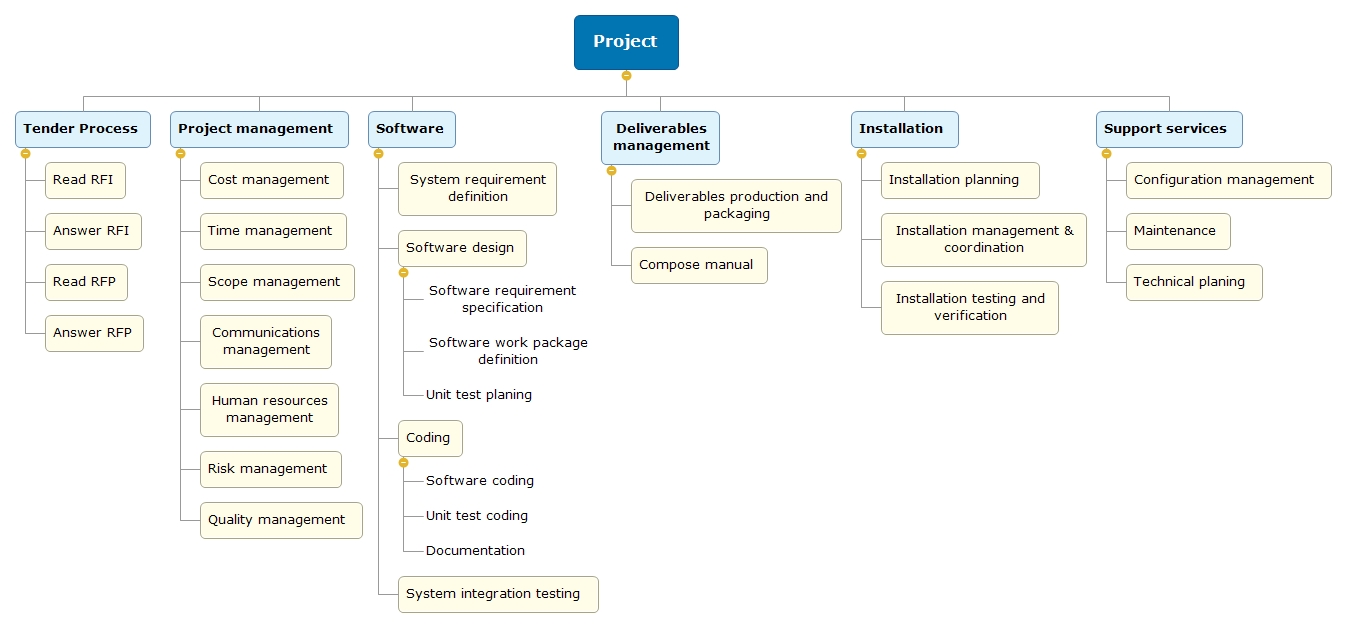 Project
Tender Process
Read RFI
Answer RFI
Read RFP
Answer RFP
Project management
Cost management
Time management
Scope management
Communications
management
Human resources
management
Risk management
Quality management
Software
System requirement
definition
Software design
Software requirement
specification
Software work package
definition
Unit test planing
Coding
Software coding
Unit test coding
Documentation
System integration testing
Deliverables
management
Deliverables production and
packaging
Compose manual
Installation
Installation planning
Installation management &
coordination
Installation testing and
verification
Support services
Configuration management
Maintenance
Technical planing